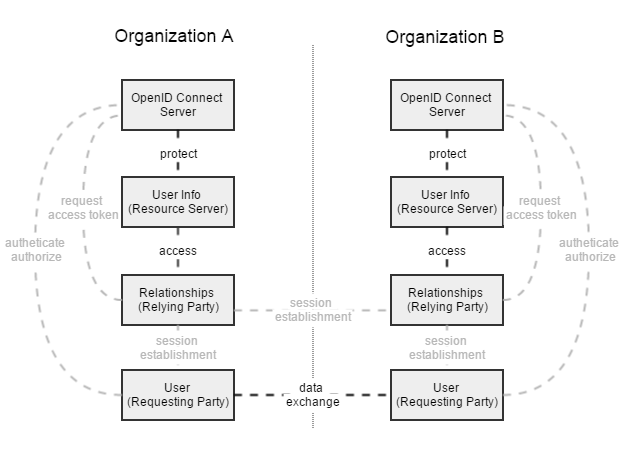 Organization A
Organization B
OpenID Connect
Server
OpenID Connect
Server
protect
protect
User Info
(Resource Server)
User Info
(Resource Server)
request
access token
request
access token
autheticate
authorize
autheticate
authorize
access
access
Relationships
(Relying Party)
Relationships
(Relying Party)
session
establishment
session
establishment
session
establishment
User
(Requesting Party)
data
exchange
User
(Requesting Party)